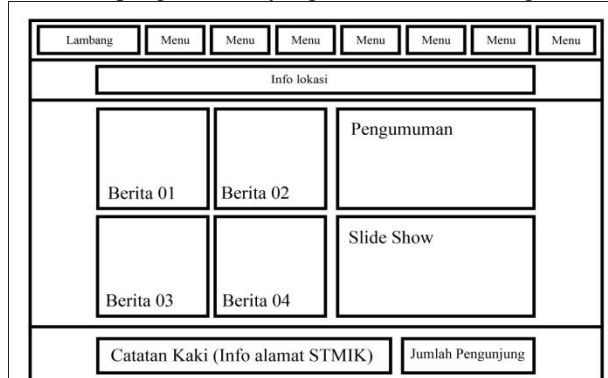 Lambang Menu Menu Menu Menu Menu Menu Menu
Info lokasi
Pengumuman
Berita 01 Berita 02
Slide Show
Berita 03 Berita 04
Catatan Kaki (Info alamat STMIK) Jumlah Pengunjung